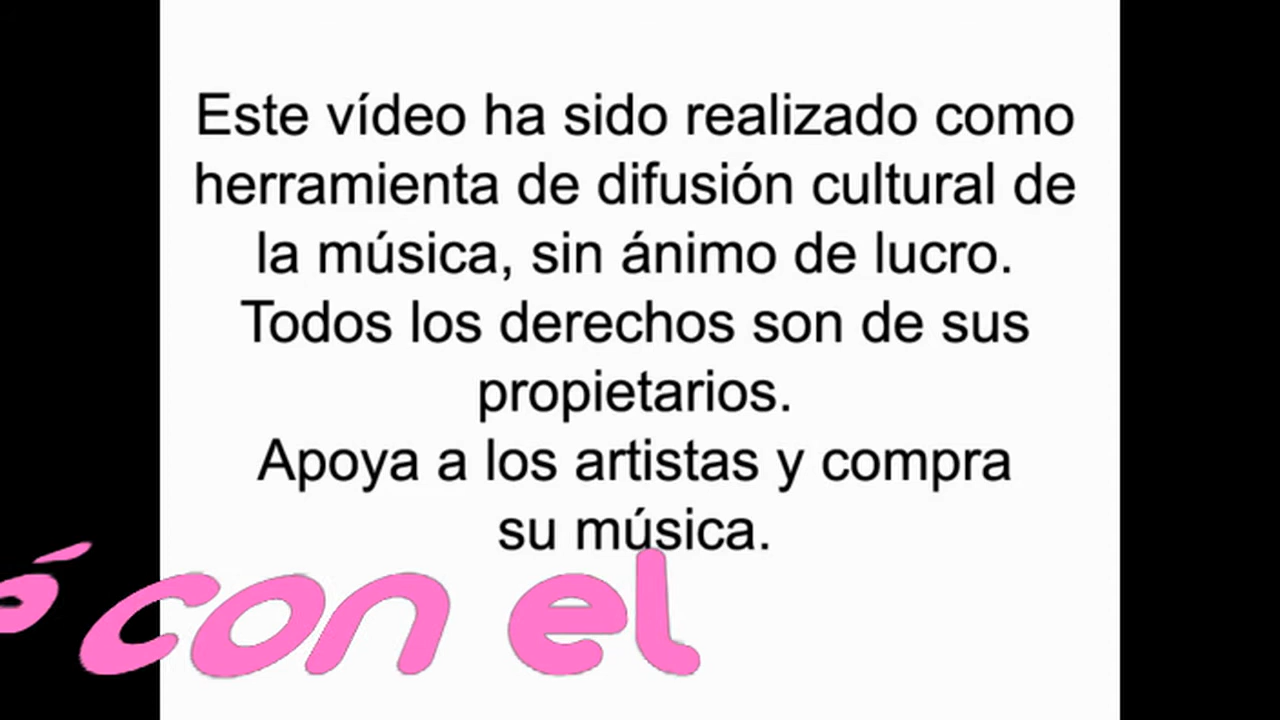 Este vídeo ha sido realizado como
herramienta de difusión cultural de
la música, sin ánimo de lucro.
Todos los derechos son de sus
propietarios.
Apoya a los artistas y compra
su música.
ó con el